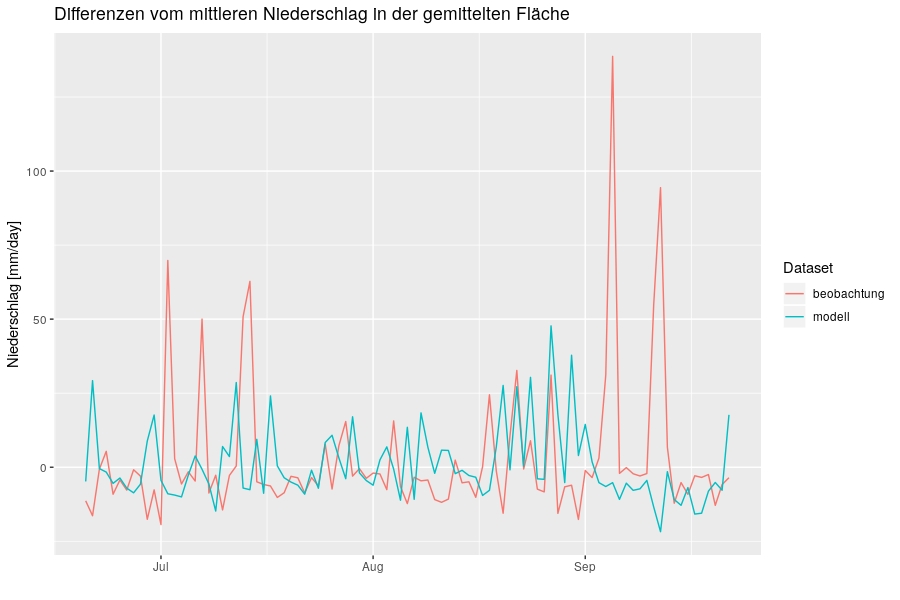 Differenzen vom mittleren Niederschlag in der gemittelten Fläche
Niederschlag [mm/day]
100
50
0
Jul
Aug
Sep
Dataset
beobachtung
modell